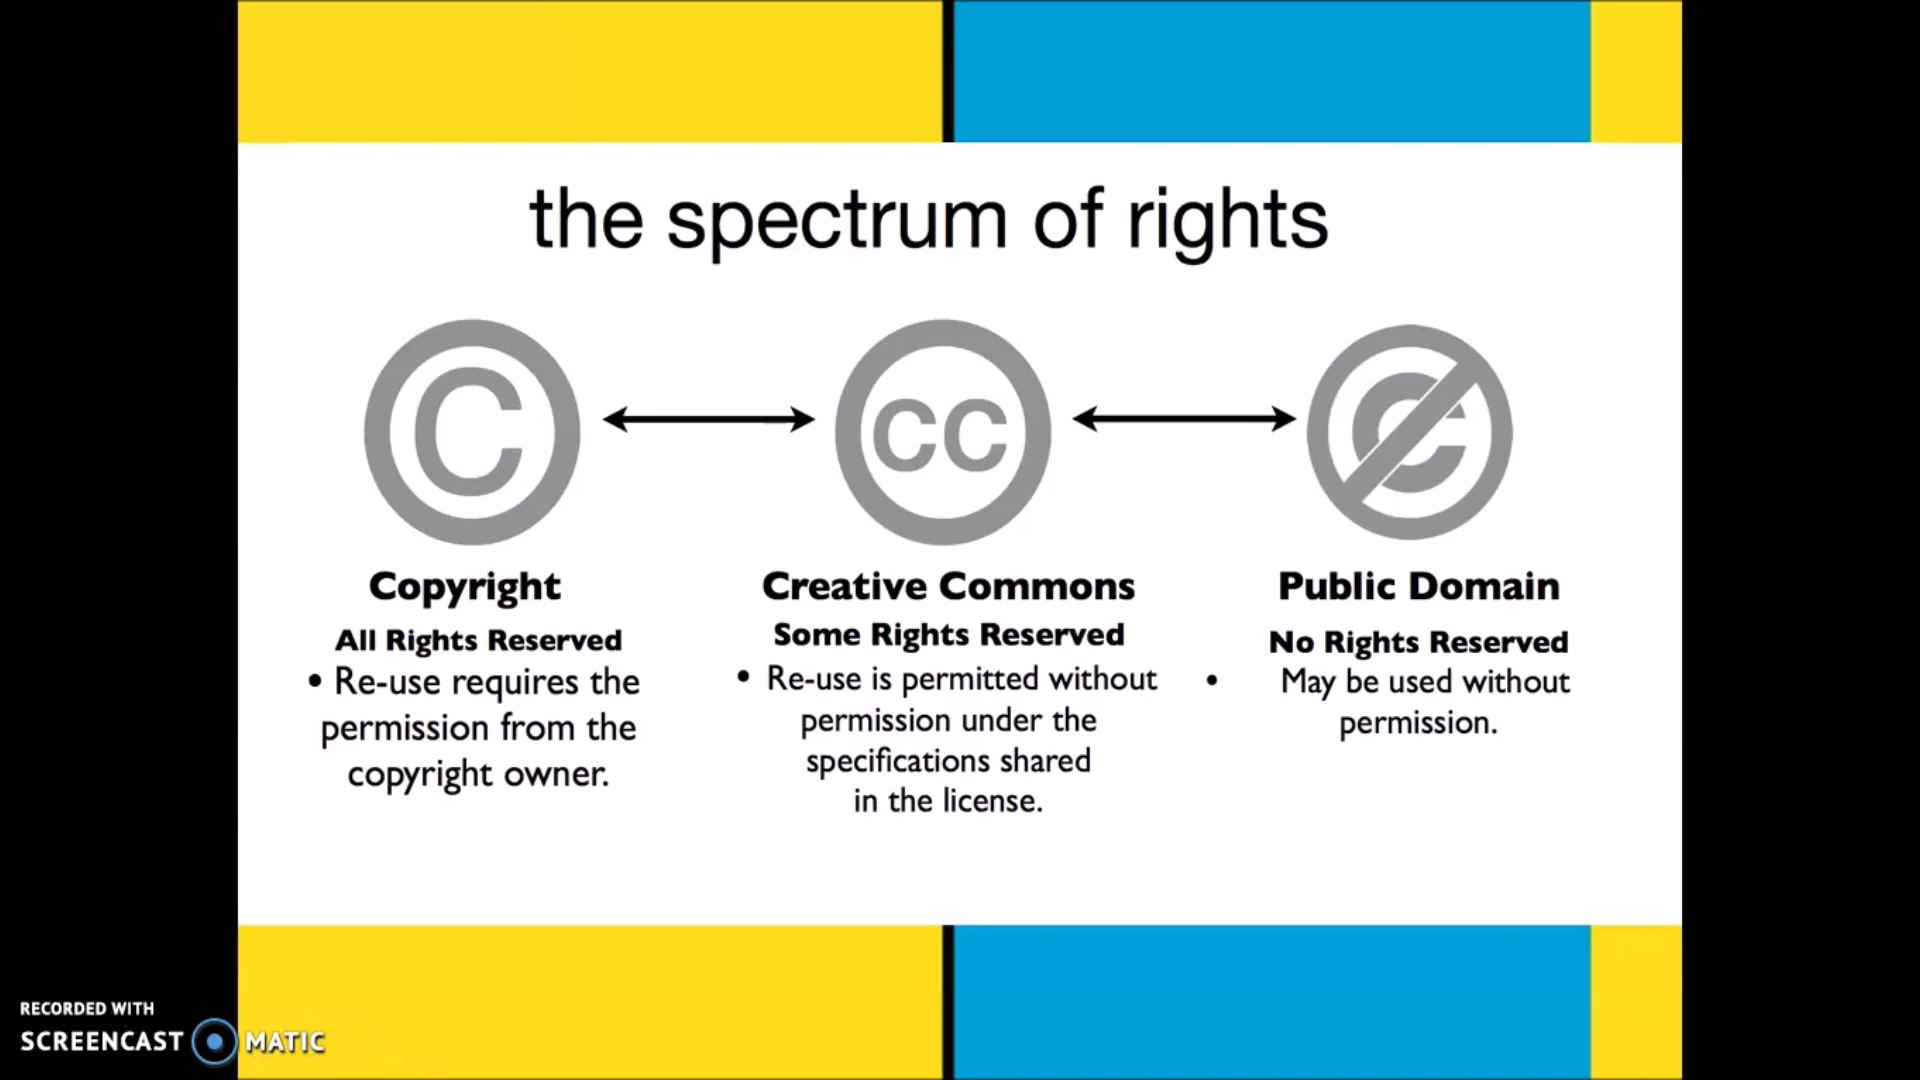 the spectrum of rights
C
CC
C
Copyright
All Rights Reserved
• Re-use requires the
permission from the
copyright owner.
Creative Commons
Some Rights Reserved
• Re-use is permitted without
permission under the
specifications shared
in the license.
Public Domain
No Rights Reserved
• May be used without
permission.
RECORDED WITH
SCREENCAST MATIC